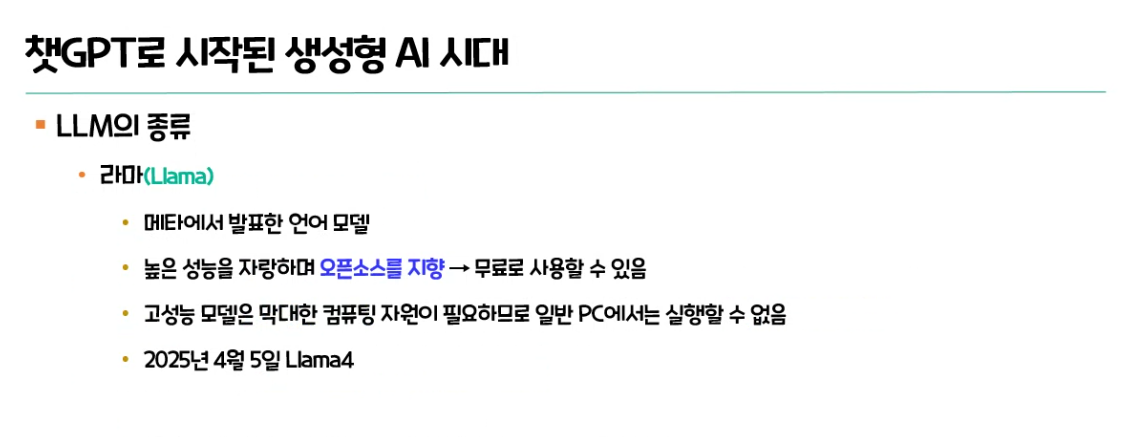 챗GPT로 시작된 생성형 AI 시대
▪ LLM의 종류
• 라마(Llama)
• 메타에서 발표한 언어 모델
• 높은 성능을 자랑하며 오픈소스를 지향 → 무료로 사용할 수 있음
• 고성능 모델은 막대한 컴퓨팅 자원이 필요하므로 일반 PC에서는 실행할 수 없음
• 2025년 4월 5일 Llama4